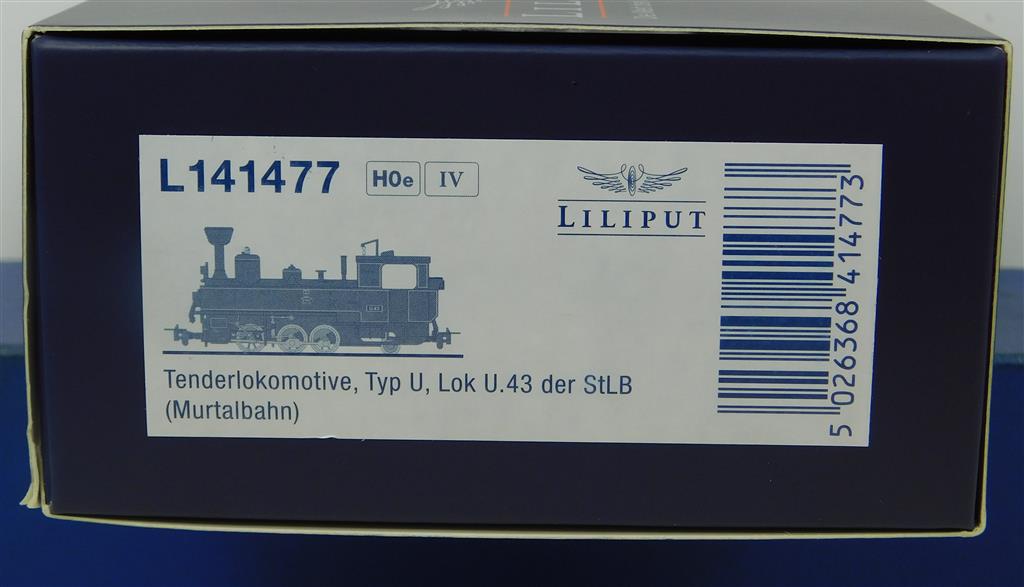 L141477 H0e IV
LILIPUT
Tenderlokomotive, Typ U, Lok U.43 der StLB
(Murtalbahn)
5 026368 414773